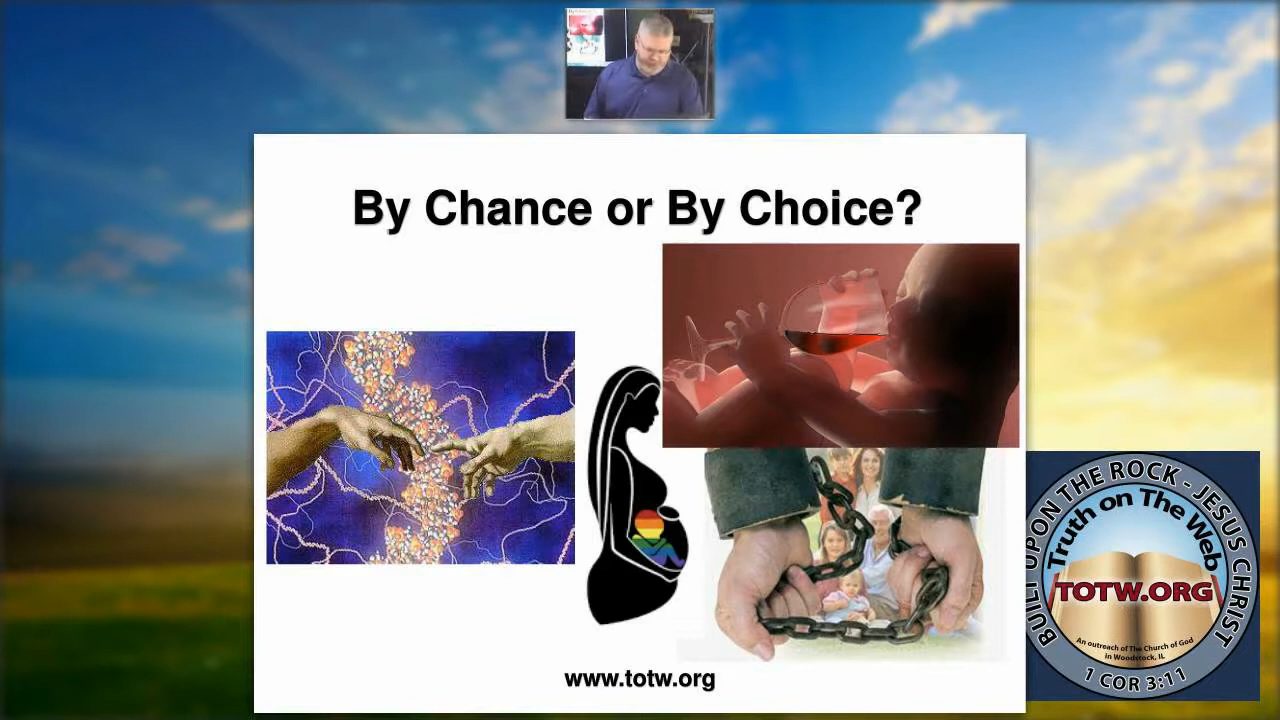 By Chance or By Choice?
www.totw.org
BUILT UPON THE ROCK - JESUS CHRIST
Truth on The Web
TOTW.ORG
An outreach of The Church of God
in Woodstock, IL
1 COR 3:11